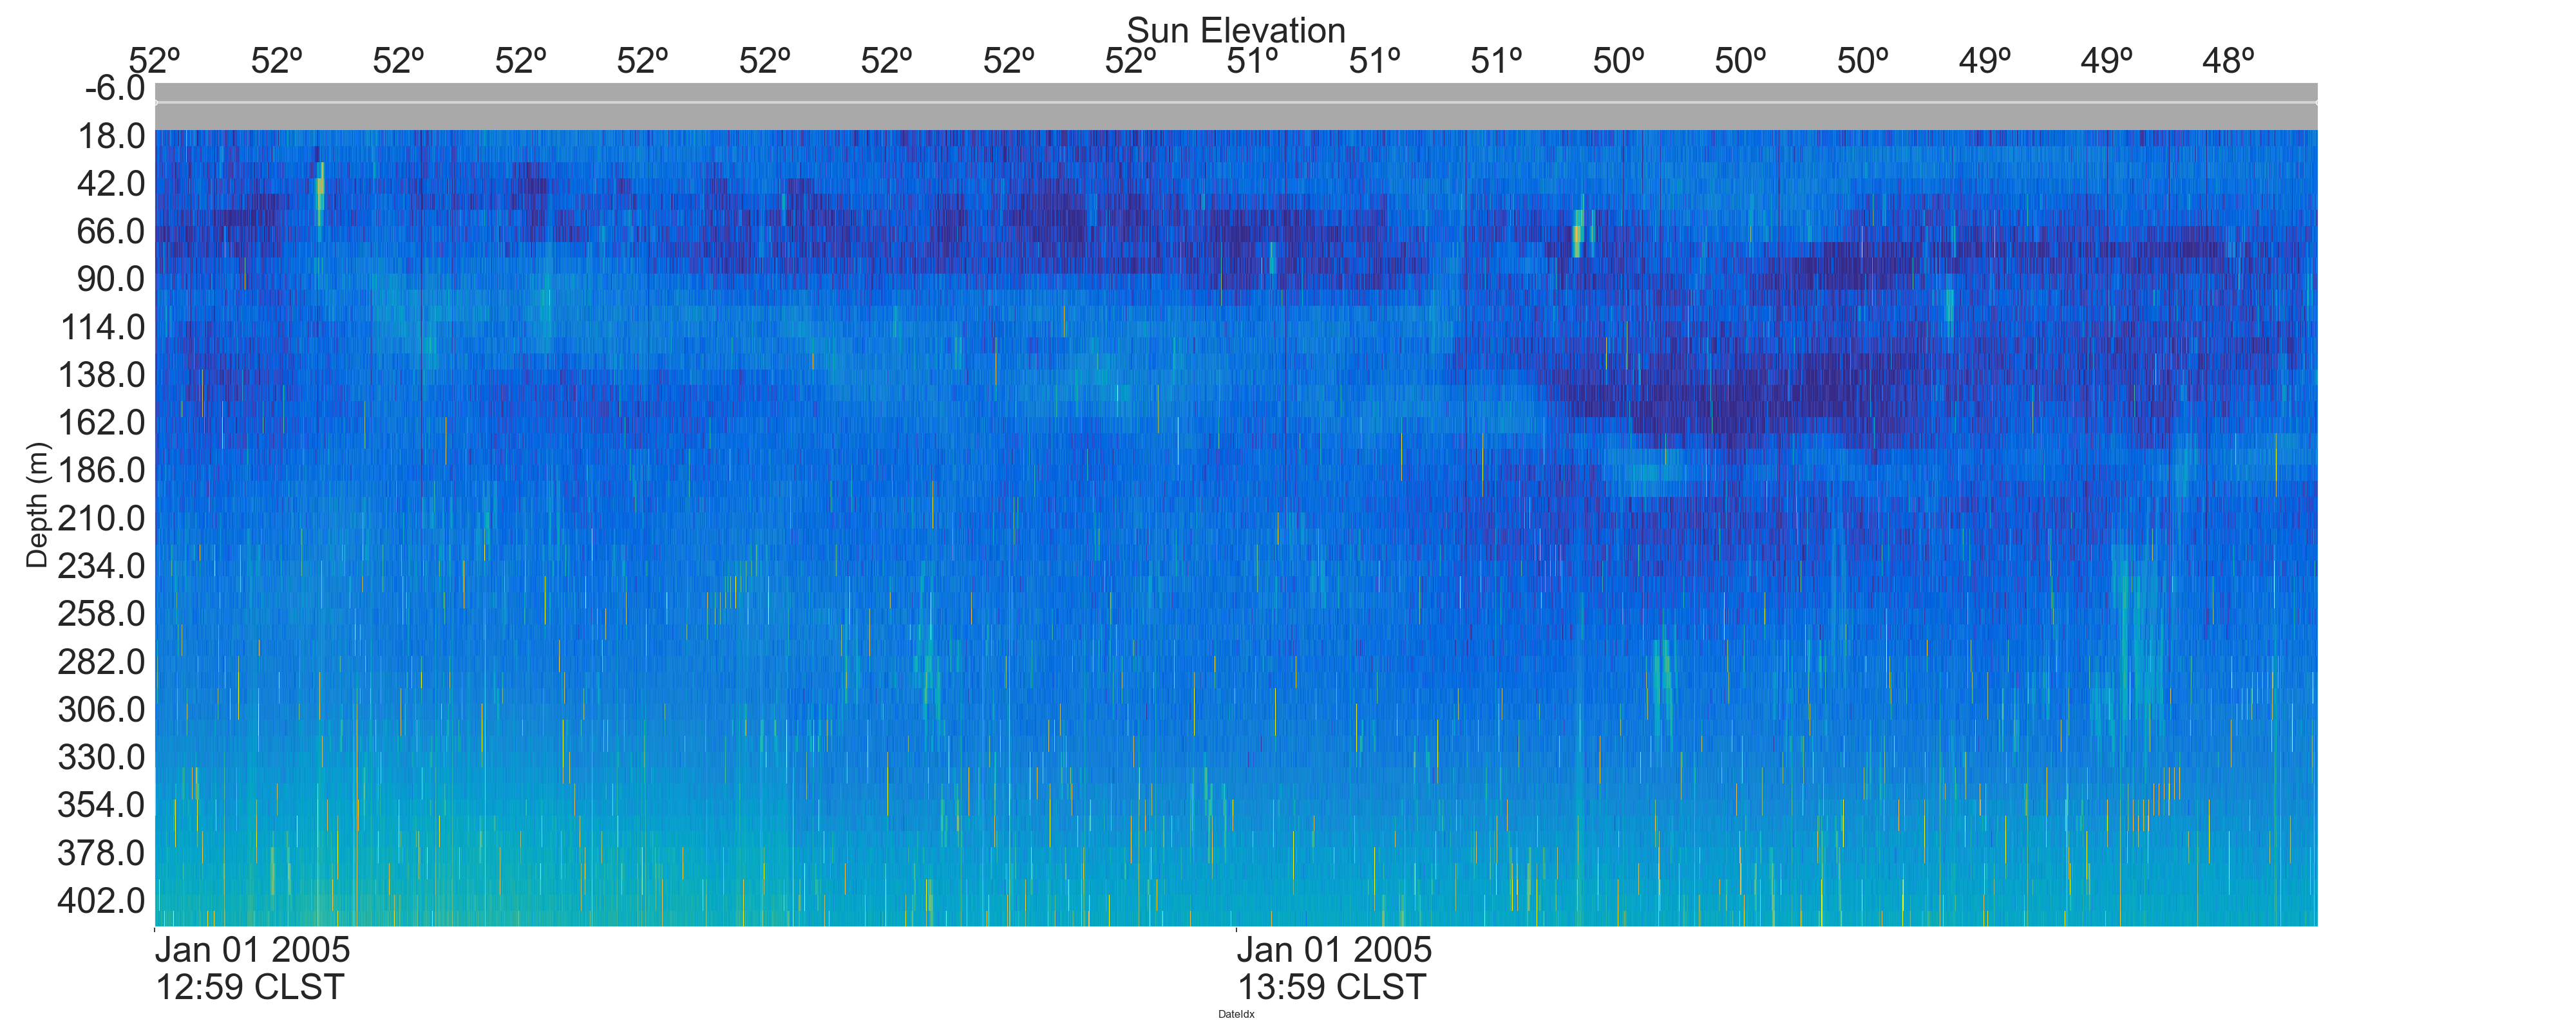 Sun Elevation
52º 52º 52º 52º 52º 52º 52º 52º 52º 51º 51º 51º 50º 50º 50º 49º 49º 48º
-6.0
18.0
42.0
66.0
90.0
114.0
138.0
162.0
186.0
210.0
234.0
258.0
282.0
306.0
330.0
354.0
378.0
402.0
Depth (m)
Jan 01 2005
12:59 CLST
Jan 01 2005
13:59 CLST
DateIdx